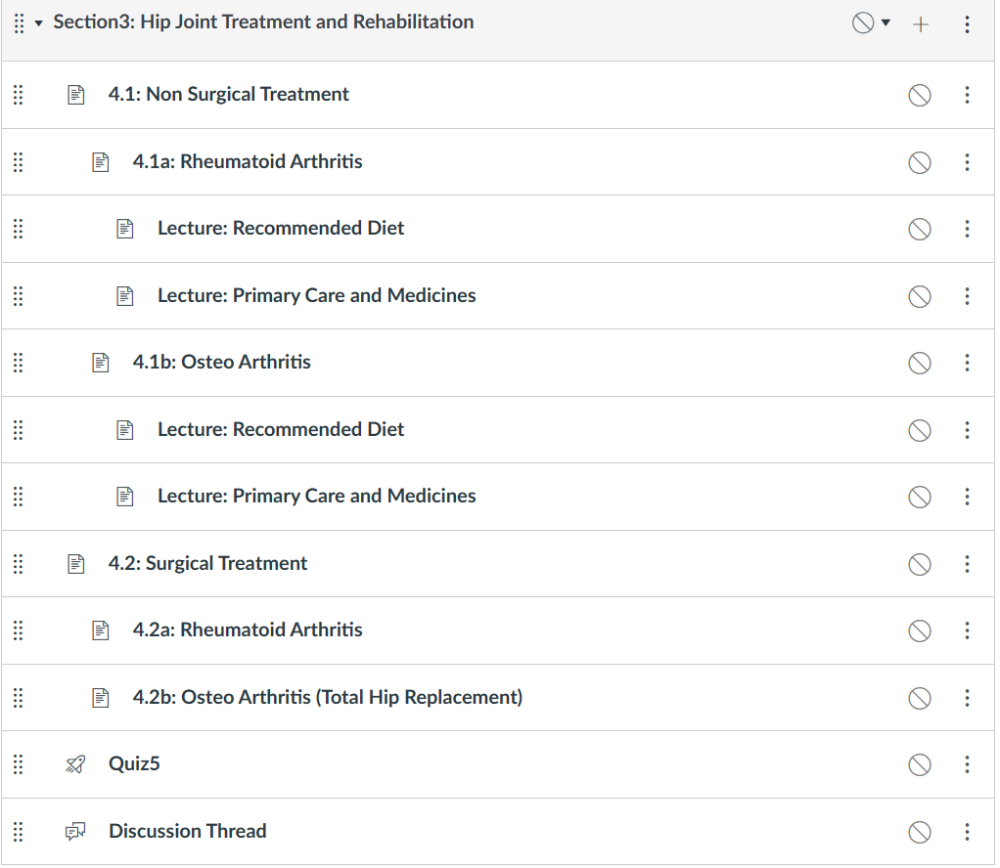 Section3: Hip Joint Treatment and Rehabilitation
4.1: Non Surgical Treatment
4.1a: Rheumatoid Arthritis
Lecture: Recommended Diet
Lecture: Primary Care and Medicines
4.1b: Osteo Arthritis
Lecture: Recommended Diet
Lecture: Primary Care and Medicines
4.2: Surgical Treatment
4.2a: Rheumatoid Arthritis
4.2b: Osteo Arthritis (Total Hip Replacement)
Quiz5
Discussion Thread